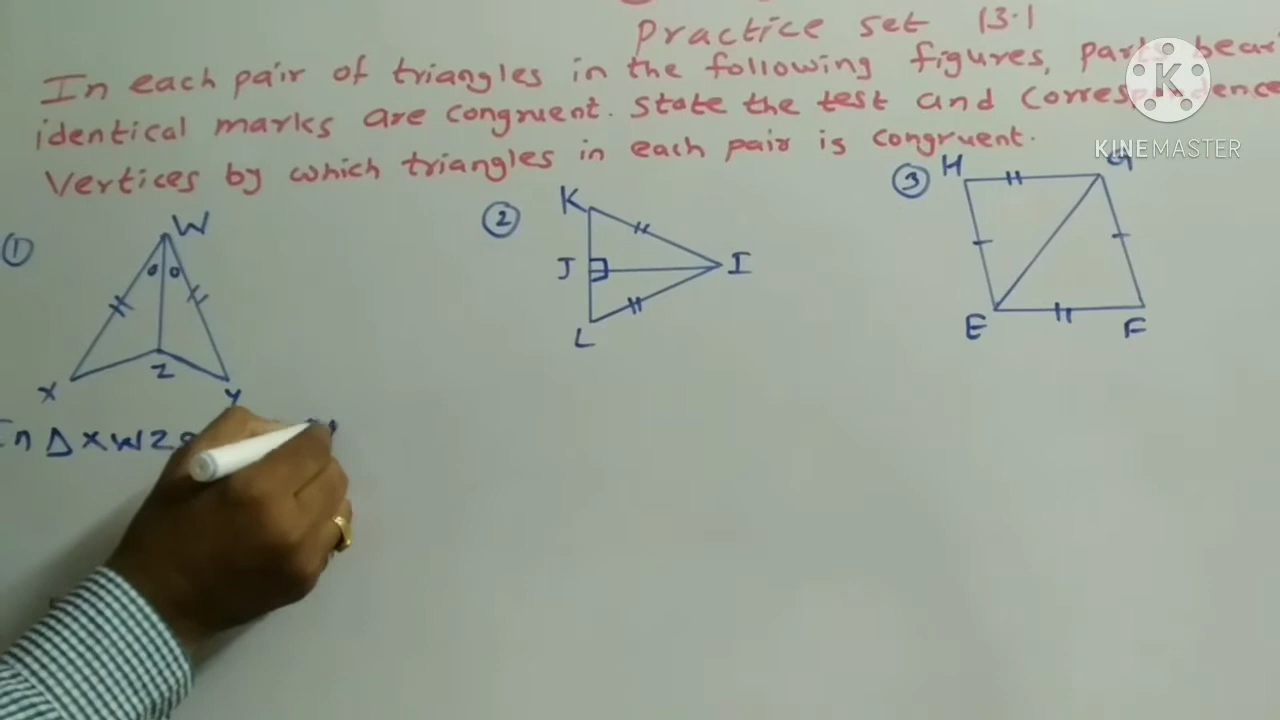 Practice set 13.1
In each pair of triangles in the following figures, parts bear
identical marks are congruent. State the test and correspondence
Vertices by which triangles in each pair is congruent.
K
KINEMASTER
①
W
X
Z
Y
②
K
J
I
L
③
H
G
E
F
In Δ XWZ